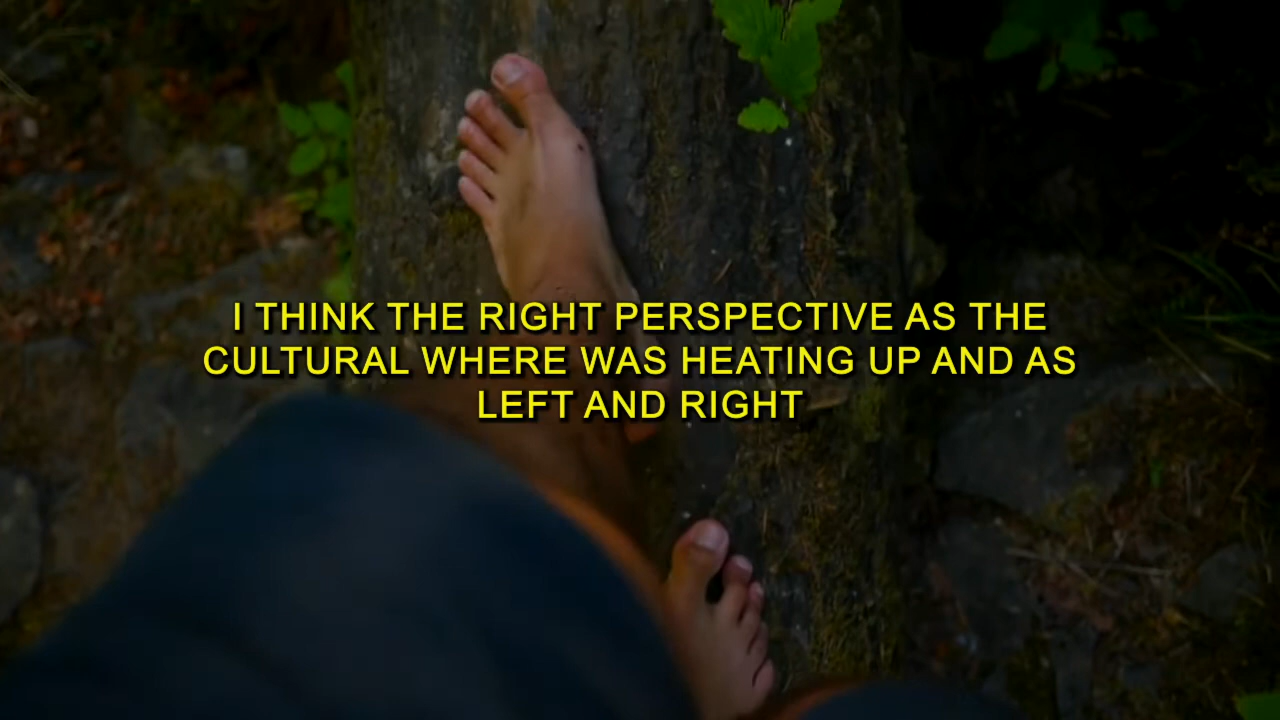 I THINK THE RIGHT PERSPECTIVE AS THE
CULTURAL WHERE WAS HEATING UP AND AS
LEFT AND RIGHT